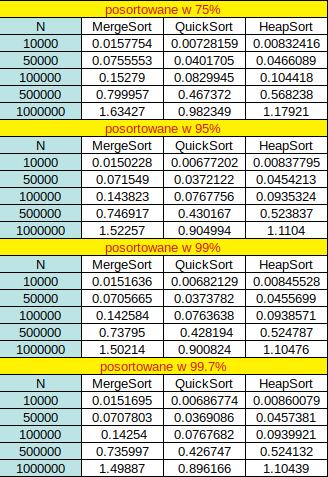 posortowane w 75%
N MergeSort QuickSort HeapSort
10000 0.0157754 0.00728159 0.00832416
50000 0.0755553 0.0401705 0.0466089
100000 0.15279 0.0829945 0.104418
500000 0.799957 0.467372 0.568238
1000000 1.63427 0.982349 1.17921
posortowane w 95%
N MergeSort QuickSort HeapSort
10000 0.0150228 0.00677202 0.00837795
50000 0.071549 0.0372122 0.0454213
100000 0.143823 0.0767756 0.0935324
500000 0.746917 0.430167 0.523837
1000000 1.52257 0.904994 1.1104
posortowane w 99%
N MergeSort QuickSort HeapSort
10000 0.0151636 0.00682129 0.00845528
50000 0.0705665 0.0373782 0.0455699
100000 0.142584 0.0763638 0.0938571
500000 0.73795 0.428194 0.524787
1000000 1.50214 0.900824 1.10476
posortowane w 99.7%
N MergeSort QuickSort HeapSort
10000 0.0151695 0.00686774 0.00860079
50000 0.0707803 0.0369086 0.0457381
100000 0.14254 0.0767682 0.0939921
500000 0.735997 0.426747 0.524132
1000000 1.49887 0.896166 1.10439